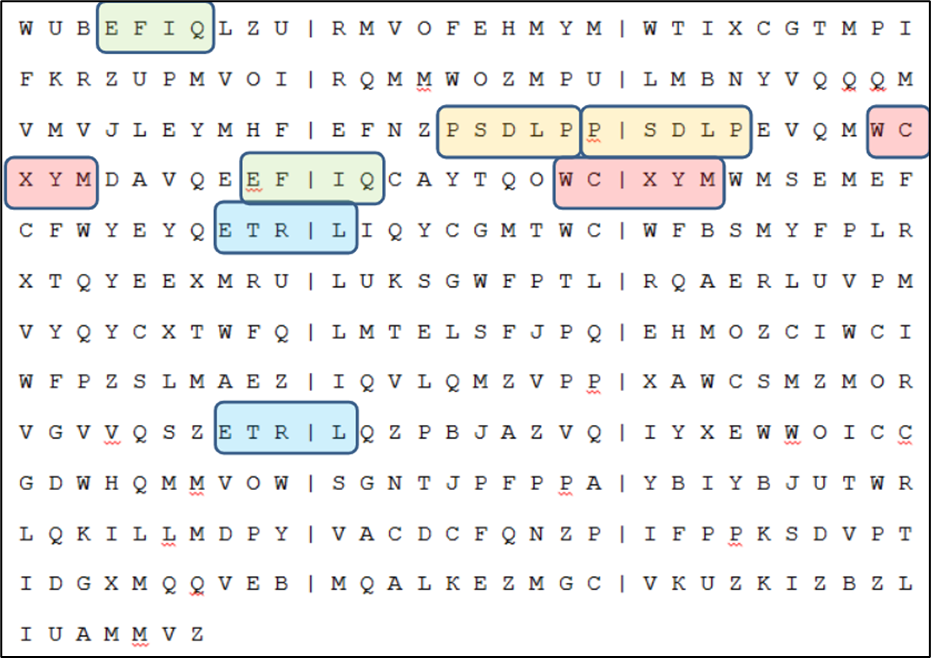 W U B E F I Q L Z U | R M V O F E H M Y M | W T I X C G T M P I
F K R Z U P M V O I | R Q M M W O Z M P U | L M B N Y V Q Q Q M
V M V J L E Y M H F | E F N Z P S D L P P | S D L P E V Q M W C
X Y M D A V Q E E F | I Q C A Y T Q O W C | X Y M W M S E M E F
C F W Y E Y Q E T R | L I Q Y C G M T W C | W F B S M Y F P L R
X T Q Y E E X M R U | L U K S G W F P T L | R Q A E R L U V P M
V Y Q Y C X T W F Q | L M T E L S F J P Q | E H M O Z C I W C I
W F P Z S L M A E Z | I Q V L Q M Z V P P | X A W C S M Z M O R
V G V V Q S Z E T R | L Q Z P B J A Z V Q | I Y X E W W O I C C
G D W H Q M M V O W | S G N T J P F P P A | Y B I Y B J U T W R
L Q K I L L M D P Y | V A C D C F Q N Z P | I F P P K S D V P T
I D G X M Q Q V E B | M Q A L K E Z M G C | V K U Z K I Z B Z L
I U A M M V Z